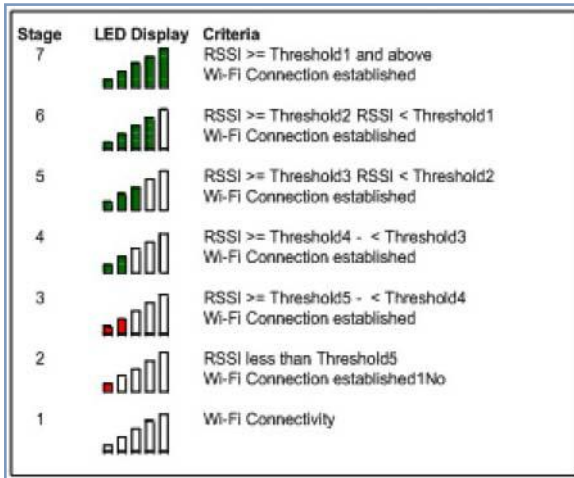 Stage LED Display Criteria
7 RSSI >= Threshold1 and above
Wi-Fi Connection established
6 RSSI >= Threshold2 RSSI < Threshold1
Wi-Fi Connection established
5 RSSI >= Threshold3 RSSI < Threshold2
Wi-Fi Connection established
4 RSSI >= Threshold4 - < Threshold3
Wi-Fi Connection established
3 RSSI >= Threshold5 - < Threshold4
Wi-Fi Connection established
2 RSSI less than Threshold5
Wi-Fi Connection established1No
1 Wi-Fi Connectivity